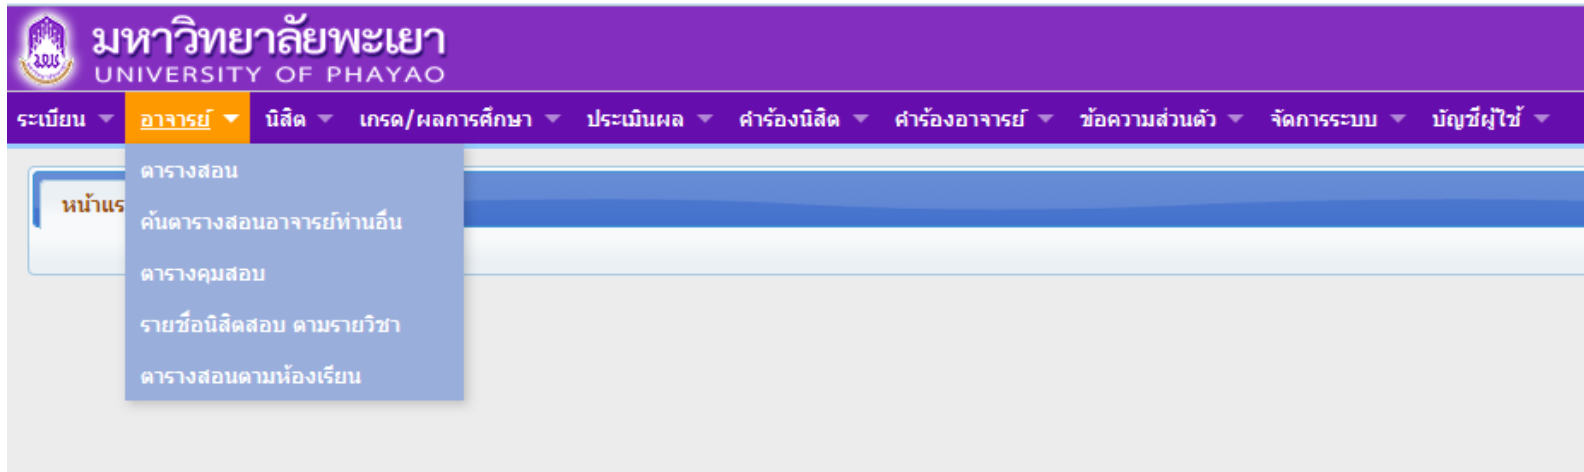 มหาวิทยาลัยพะเยา
UNIVERSITY OF PHAYAO
ระเบียน อาจารย์ นิสิต เกรด/ผลการศึกษา ประเมินผล คำร้องนิสิต คำร้องอาจารย์ ข้อความส่วนตัว จัดการระบบ บัญชีผู้ใช้
ตารางสอน
หน้าแร
ค้นตารางสอนอาจารย์ท่านอื่น
ตารางคุมสอบ
รายชื่อนิสิตสอบ ตามรายวิชา
ตารางสอนตามห้องเรียน